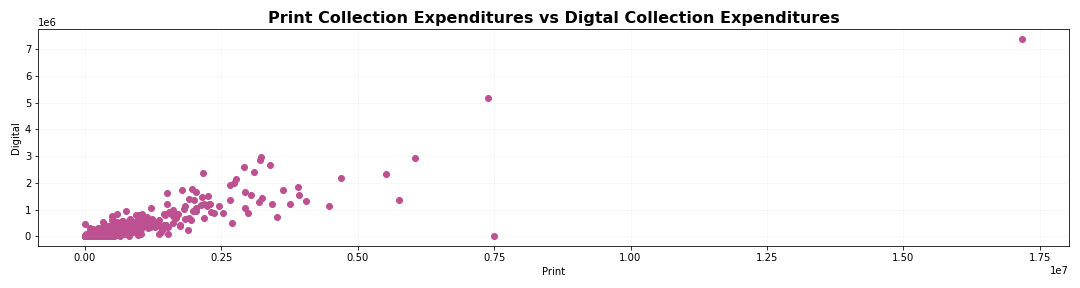 Print Collection Expenditures vs Digtal Collection Expenditures
1e6
7
6
5
4
3
2
1
0
Digital
0.00 0.25 0.50 0.75 1.00 1.25 1.50 1.75
Print
1e7